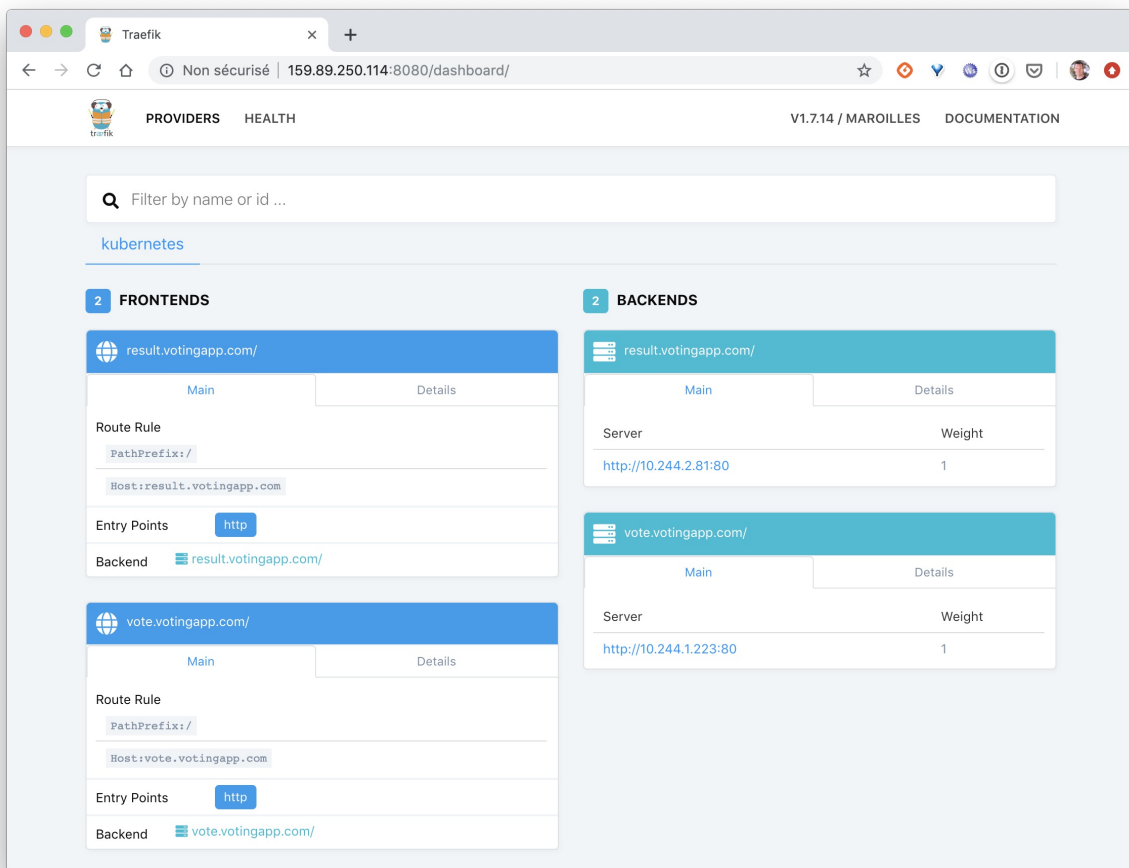 Traefik
Non sécurisé | 159.89.250.114:8080/dashboard/
træfik
PROVIDERS HEALTH V1.7.14 / MAROILLES DOCUMENTATION
Filter by name or id ...
kubernetes
2 FRONTENDS
result.votingapp.com/
Main Details
Route Rule
PathPrefix:/
Host:result.votingapp.com
Entry Points http
Backend result.votingapp.com/
vote.votingapp.com/
Main Details
Route Rule
PathPrefix:/
Host:vote.votingapp.com
Entry Points http
Backend vote.votingapp.com/
2 BACKENDS
result.votingapp.com/
Main Details
Server Weight
http://10.244.2.81:80 1
vote.votingapp.com/
Main Details
Server Weight
http://10.244.1.223:80 1